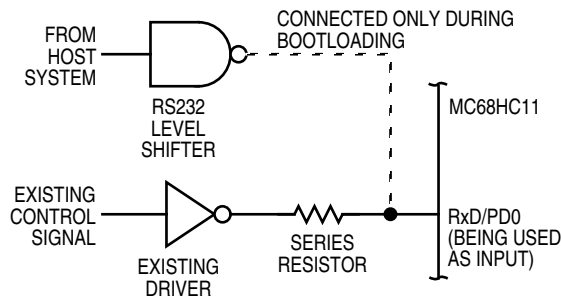 CONNECTED ONLY DURING
BOOTLOADING
FROM
HOST
SYSTEM
RS232
LEVEL
SHIFTER
MC68HC11
EXISTING
CONTROL
SIGNAL
EXISTING
DRIVER
SERIES
RESISTOR
RxD/PD0
(BEING USED
AS INPUT)